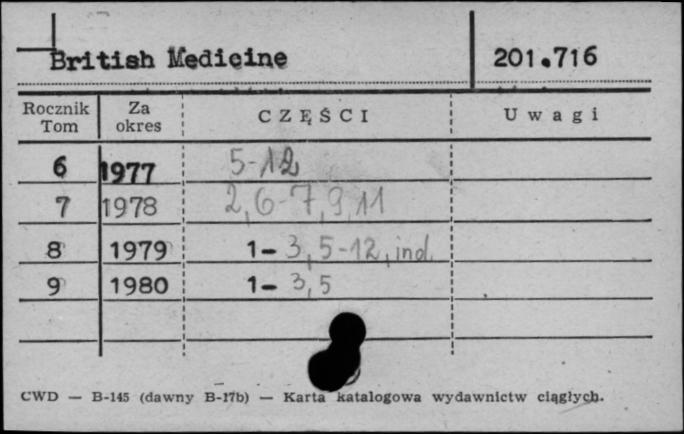 British Medicine 201.716
Rocznik Tom Za okres CZĘŚCI Uwagi
6 1977 5-12
7 1978 2,6-7,9,11
8 1979 1-3,5-12,ind.
9 1980 1-3,5
CWD — B-145 (dawny B-17b) — Karta katalogowa wydawnictw ciągłych.